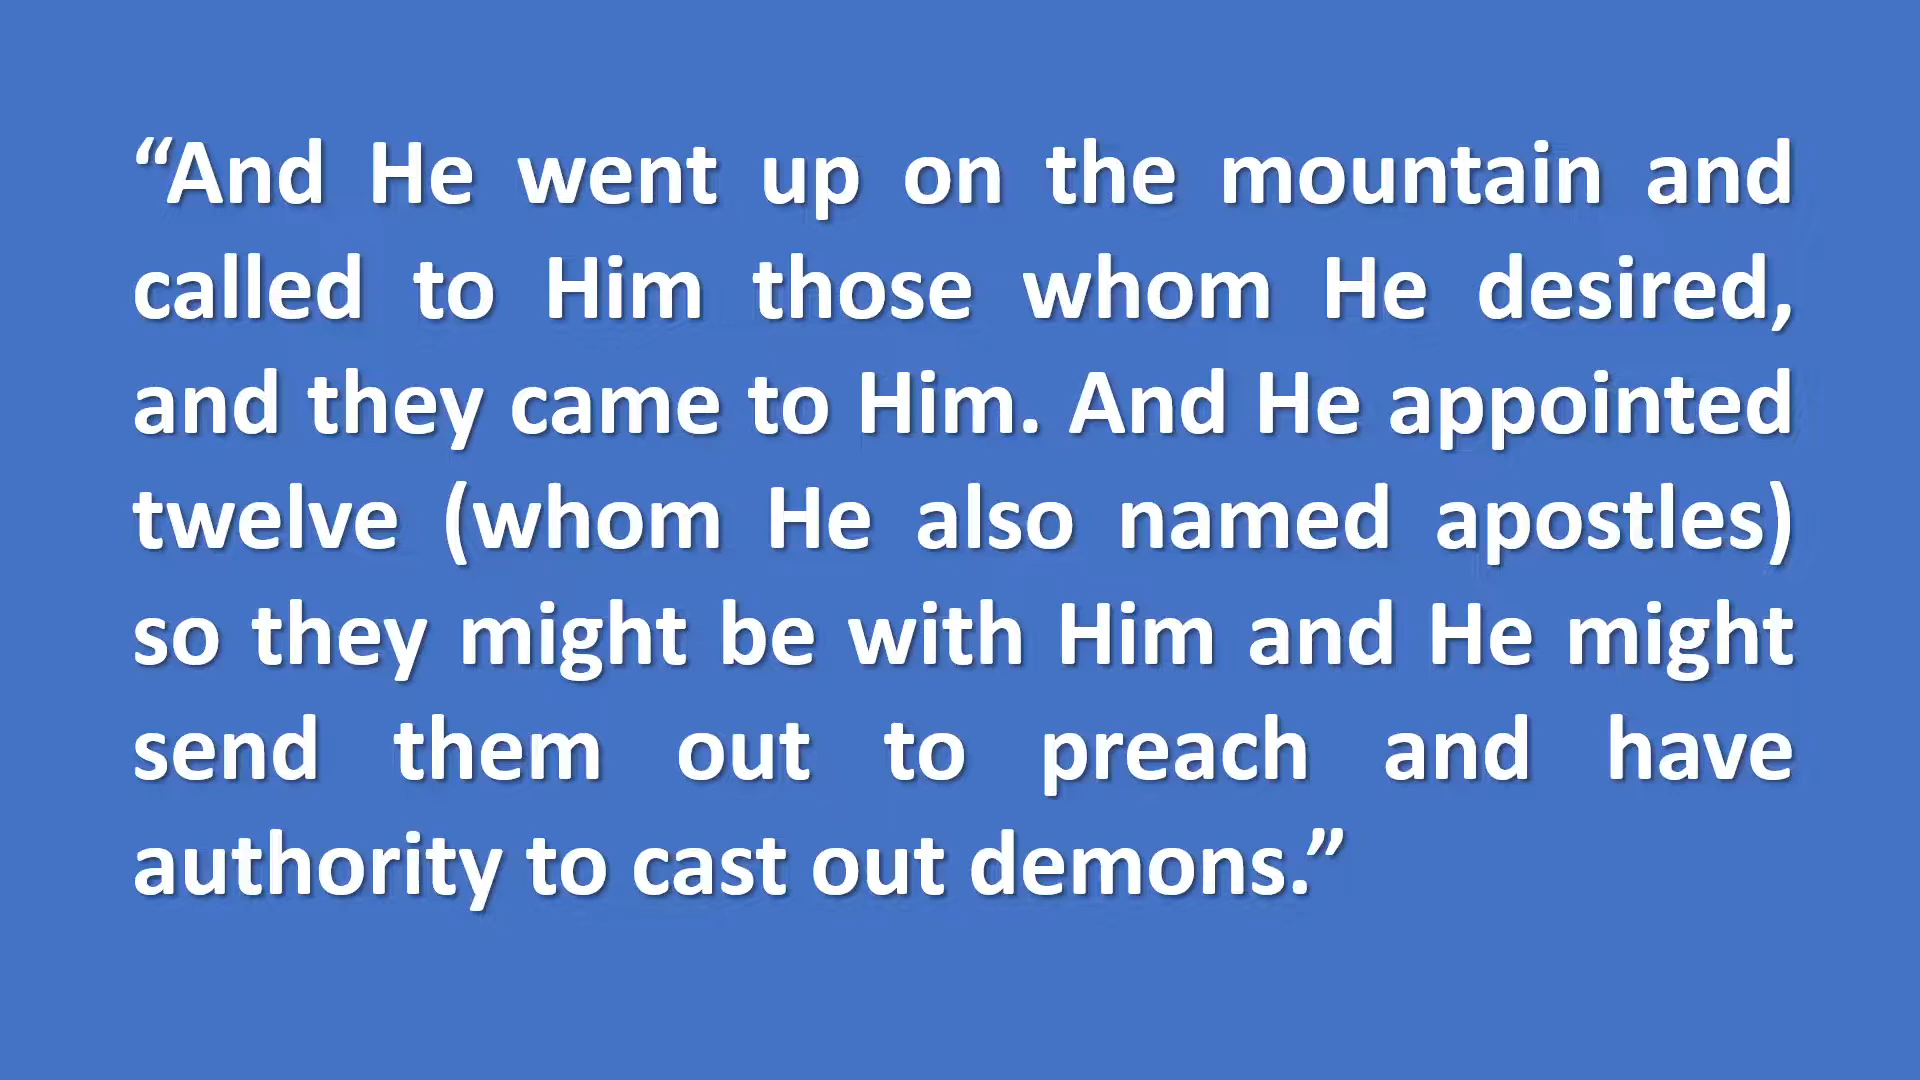 “And He went up on the mountain and
called to Him those whom He desired,
and they came to Him. And He appointed
twelve (whom He also named apostles)
so they might be with Him and He might
send them out to preach and have
authority to cast out demons.”